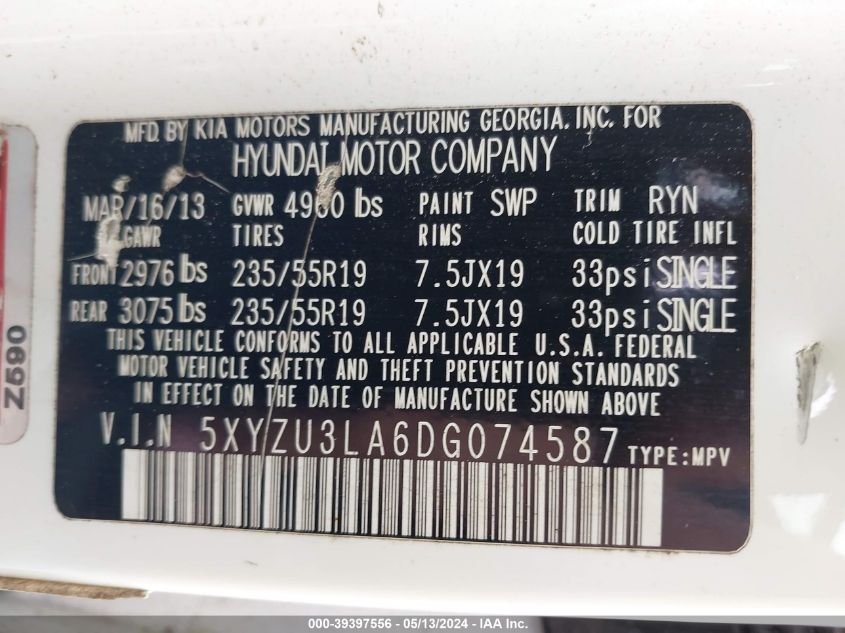 MFD. BY KIA MOTORS MANUFACTURING GEORGIA. INC. FOR
HYUNDAI MOTOR COMPANY
MAR/16/13 GVWR 4960 lbs PAINT SWP TRIM RYN
GAWR TIRES RIMS COLD TIRE INFL
FRONT 2976 lbs 235/55R19 7.5JX19 33psi SINGLE
REAR 3075 lbs 235/55R19 7.5JX19 33psi SINGLE
THIS VEHICLE CONFORMS TO ALL APPLICABLE U.S.A. FEDERAL
MOTOR VEHICLE SAFETY AND THEFT PREVENTION STANDARDS
IN EFFECT ON THE DATE OF MANUFACTURE SHOWN ABOVE
V.I.N 5XYZU3LA6DG074587 TYPE:MPV
Z590
000-39397556 - 05/13/2024 - IAA Inc.